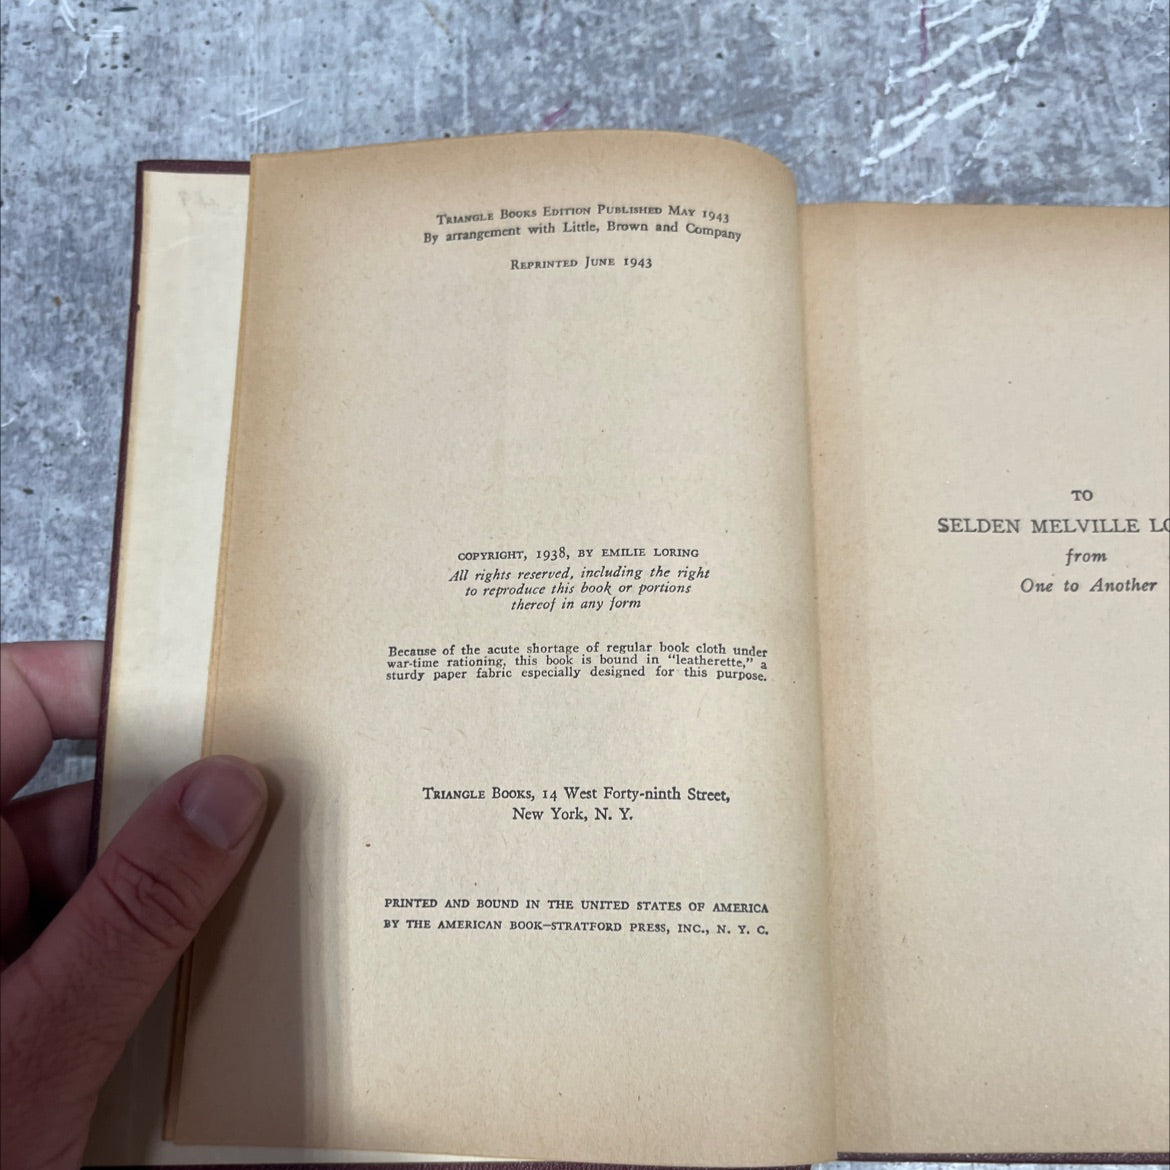 TRIANGLE BOOKS EDITION PUBLISHED MAY 1943
By arrangement with Little, Brown and Company
REPRINTED JUNE 1943
COPYRIGHT, 1938, BY EMILIE LORING
All rights reserved, including the right
to reproduce this book or portions
thereof in any form
Because of the acute shortage of regular book cloth under
war-time rationing, this book is bound in "leatherette," a
sturdy paper fabric especially designed for this purpose.
TRIANGLE BOOKS, 14 West Forty-ninth Street,
New York, N. Y.
PRINTED AND BOUND IN THE UNITED STATES OF AMERICA
BY THE AMERICAN BOOK—STRATFORD PRESS, INC., N. Y. C.
TO
SELDEN MELVILLE LO
from
One to Another